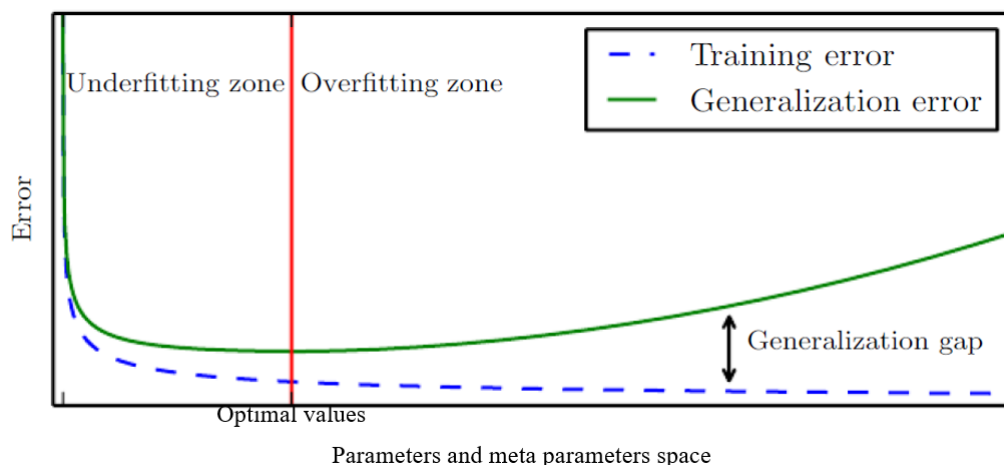 Training error
Generalization error
Underfitting zone
Overfitting zone
Error
Generalization gap
Optimal values
Parameters and meta parameters space